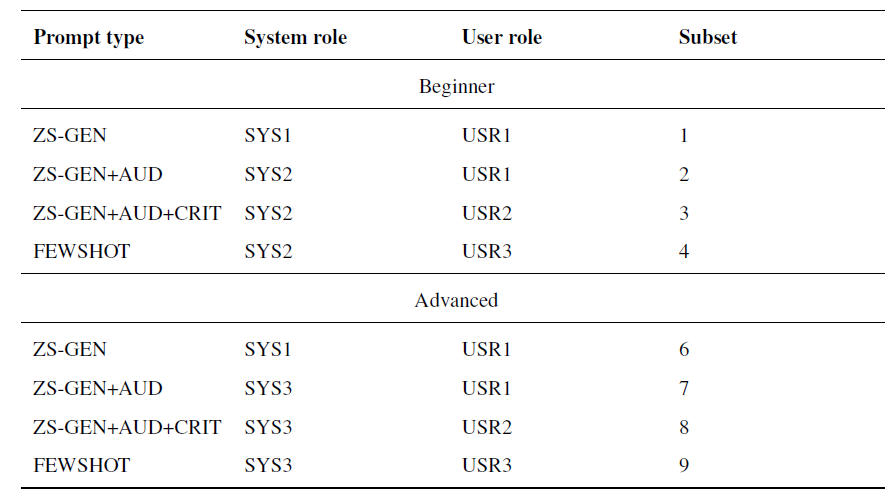 Prompt type System role User role Subset
Beginner
ZS-GEN SYS1 USR1 1
ZS-GEN+AUD SYS2 USR1 2
ZS-GEN+AUD+CRIT SYS2 USR2 3
FEWSHOT SYS2 USR3 4
Advanced
ZS-GEN SYS1 USR1 6
ZS-GEN+AUD SYS3 USR1 7
ZS-GEN+AUD+CRIT SYS3 USR2 8
FEWSHOT SYS3 USR3 9